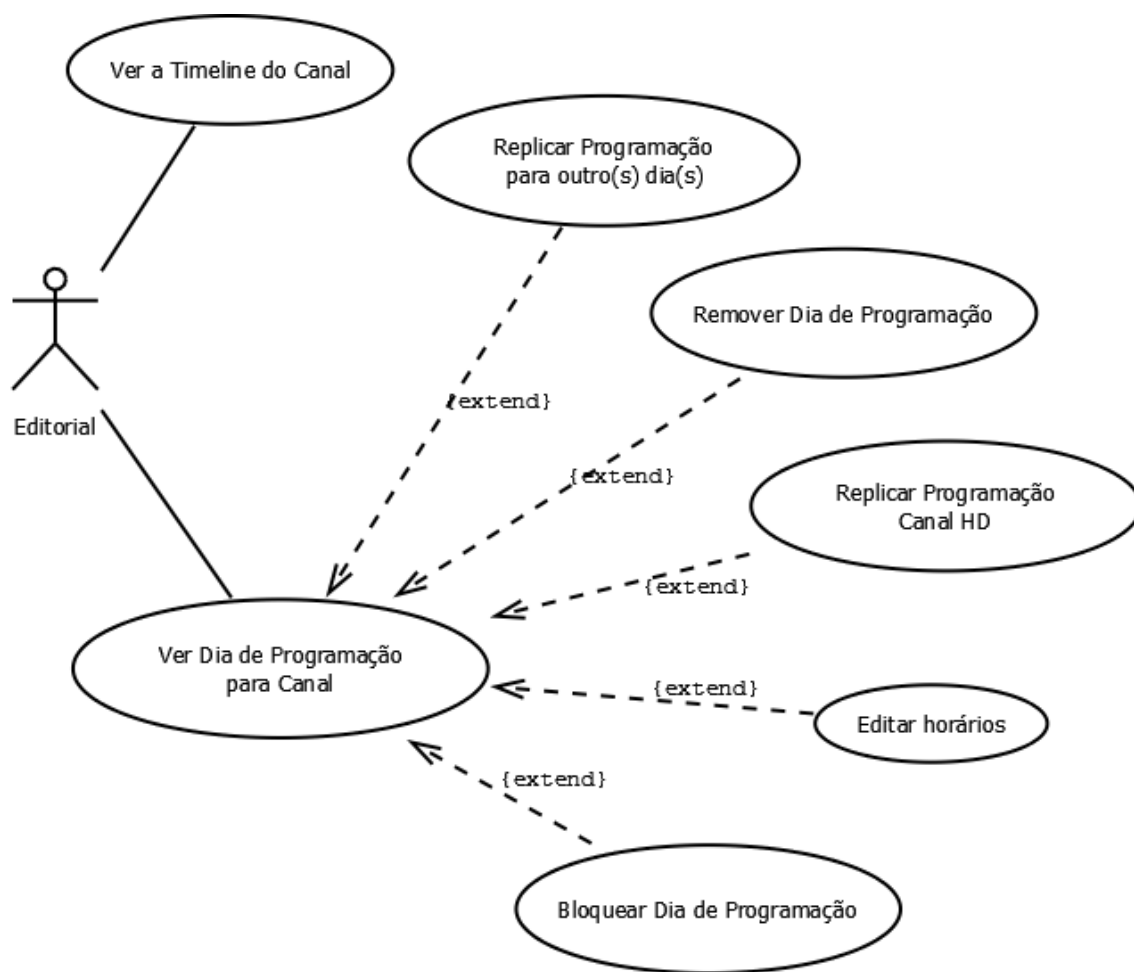 Ver a Timeline do Canal
Replicar Programação
para outro(s) dia(s)
Remover Dia de Programação
Editorial
{extend}
{extend}
Replicar Programação
Canal HD
{extend}
Ver Dia de Programação
para Canal
{extend}
Editar horários
{extend}
Bloquear Dia de Programação